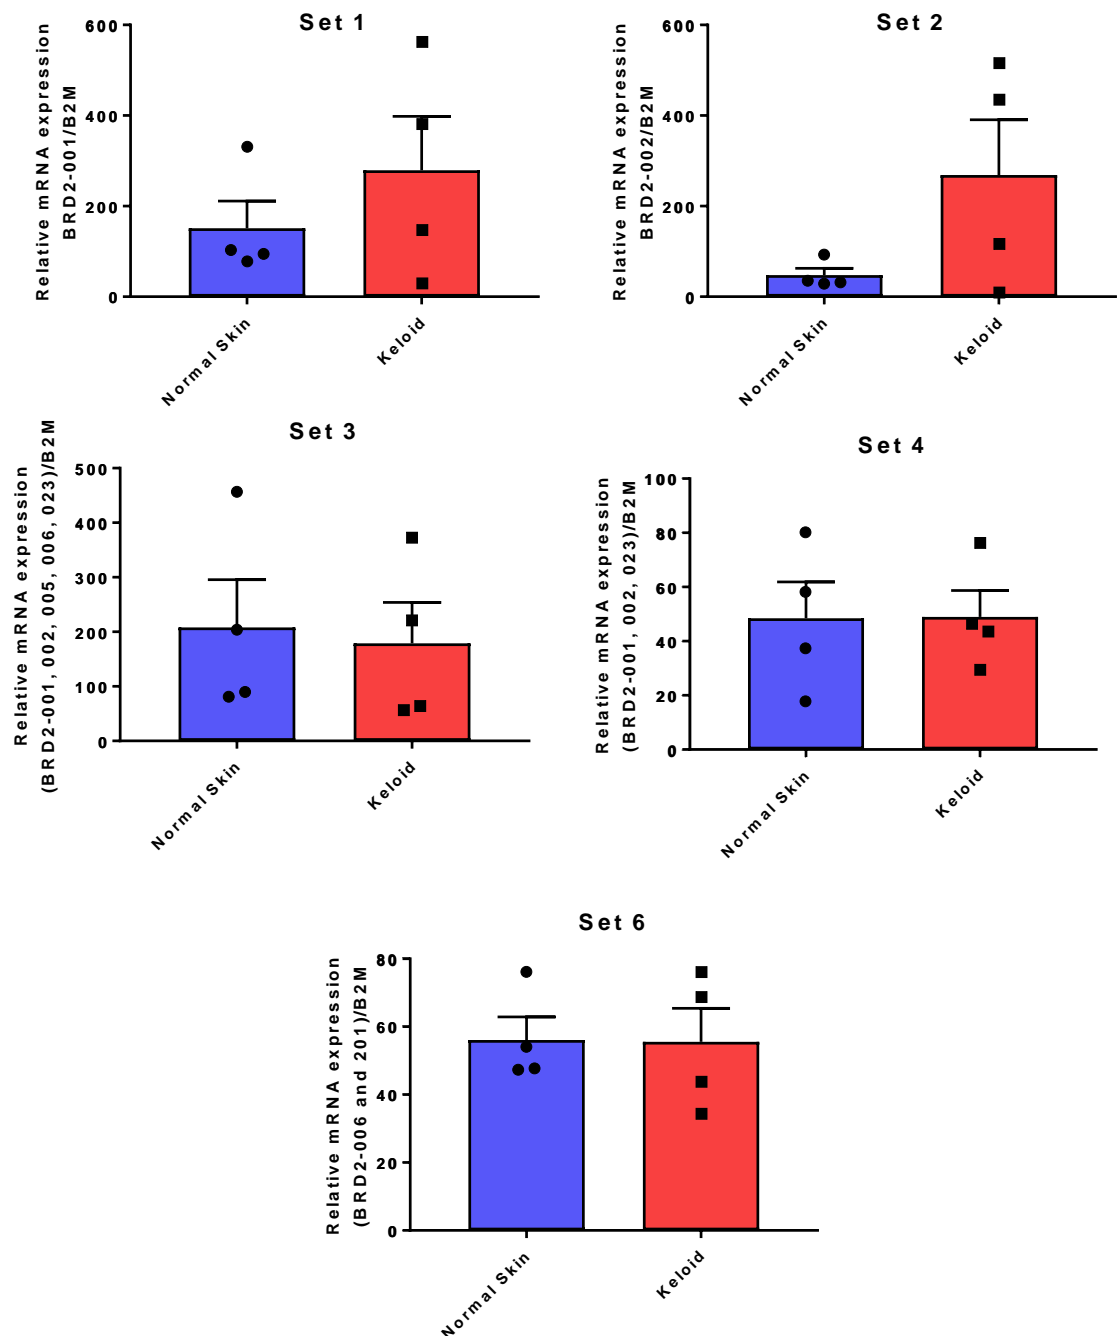 Set 1
Relative mRNA expression
BRD2-001/B2M
600
400
200
0
Normal Skin
Keloid
Set 2
Relative mRNA expression
BRD2-002/B2M
600
400
200
0
Normal Skin
Keloid
Set 3
Relative mRNA expression
(BRD2-001, 002, 005, 006, 023)/B2M
500
400
300
200
100
0
Normal Skin
Keloid
Set 4
Relative mRNA expression
(BRD2-001, 002, 023)/B2M
100
80
60
40
20
0
Normal Skin
Keloid
Set 6
Relative mRNA expression
(BRD2-006 and 201)/B2M
80
60
40
20
0
Normal Skin
Keloid